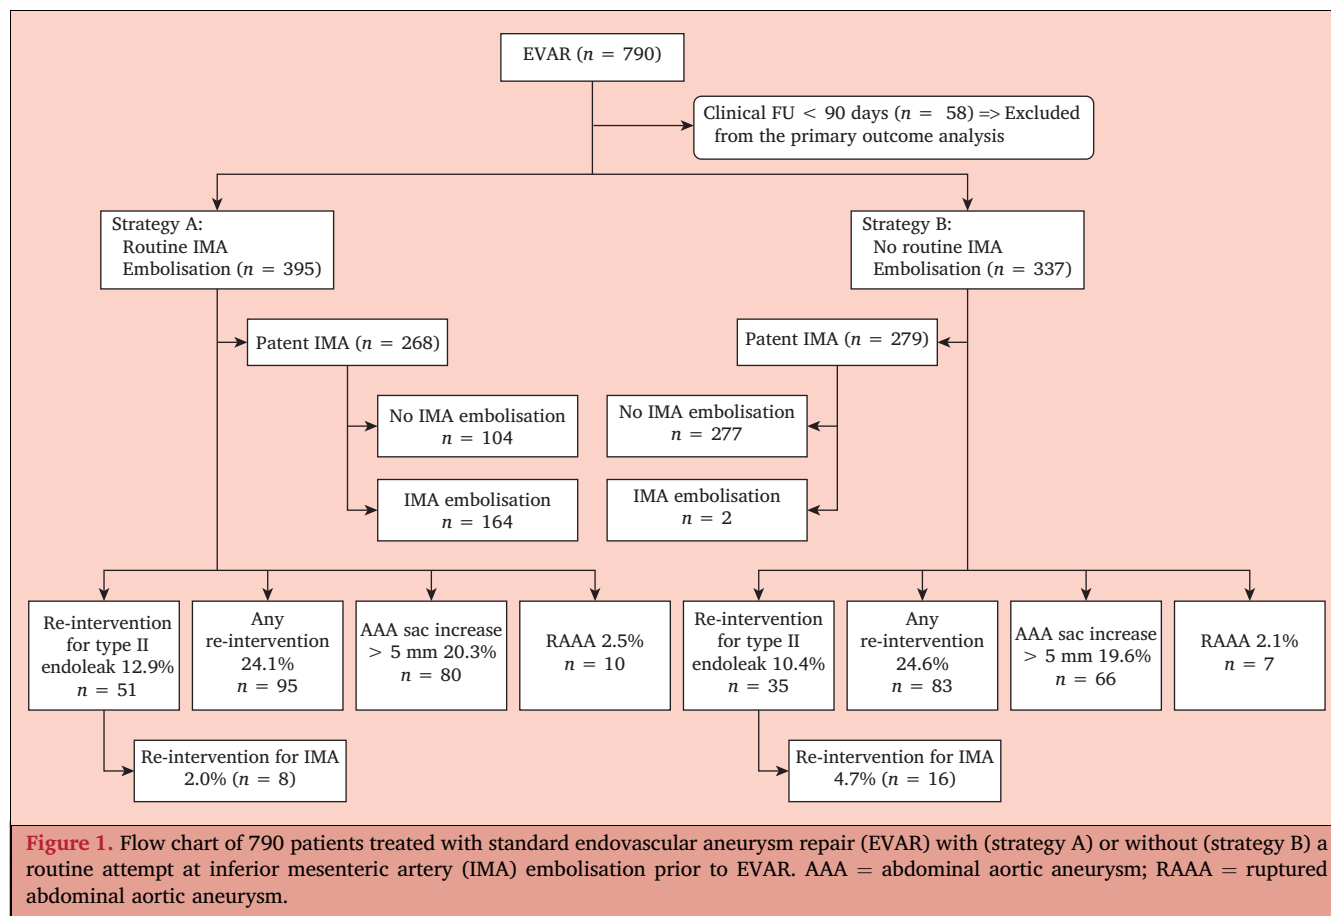 EVAR (n = 790)
Clinical FU < 90 days (n = 58) => Excluded
from the primary outcome analysis
Strategy A:
Routine IMA
Embolisation (n = 395)
Strategy B:
No routine IMA
Embolisation (n = 337)
Patent IMA (n = 268)
Patent IMA (n = 279)
No IMA embolisation
n = 104
No IMA embolisation
n = 277
IMA embolisation
n = 164
IMA embolisation
n = 2
Re-intervention
for type II
endoleak 12.9%
n = 51
Any
re-intervention
24.1%
n = 95
AAA sac increase
> 5 mm 20.3%
n = 80
RAAA 2.5%
n = 10
Re-intervention
for type II
endoleak 10.4%
n = 35
Any
re-intervention
24.6%
n = 83
AAA sac increase
> 5 mm 19.6%
n = 66
RAAA 2.1%
n = 7
Re-intervention for IMA
2.0% (n = 8)
Re-intervention for IMA
4.7% (n = 16)
Figure 1. Flow chart of 790 patients treated with standard endovascular aneurysm repair (EVAR) with (strategy A) or without (strategy B) a
routine attempt at inferior mesenteric artery (IMA) embolisation prior to EVAR. AAA = abdominal aortic aneurysm; RAAA = ruptured
abdominal aortic aneurysm.